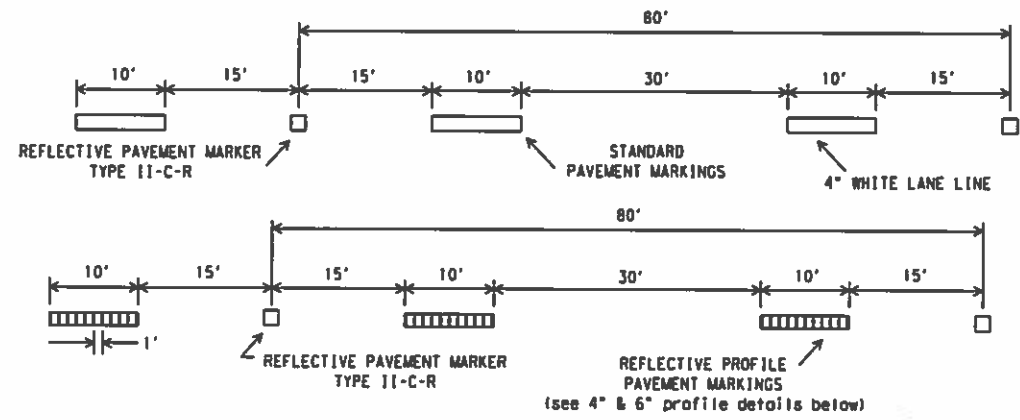 80'
10' 15' 15' 10' 30' 10' 15'
REFLECTIVE PAVEMENT MARKER
TYPE II-C-R
STANDARD
PAVEMENT MARKINGS
4" WHITE LANE LINE
80'
10' 15' 15' 10' 30' 10' 15'
1'
REFLECTIVE PAVEMENT MARKER
TYPE II-C-R
REFLECTIVE PROFILE
PAVEMENT MARKINGS
(see 4" & 6" profile details below)